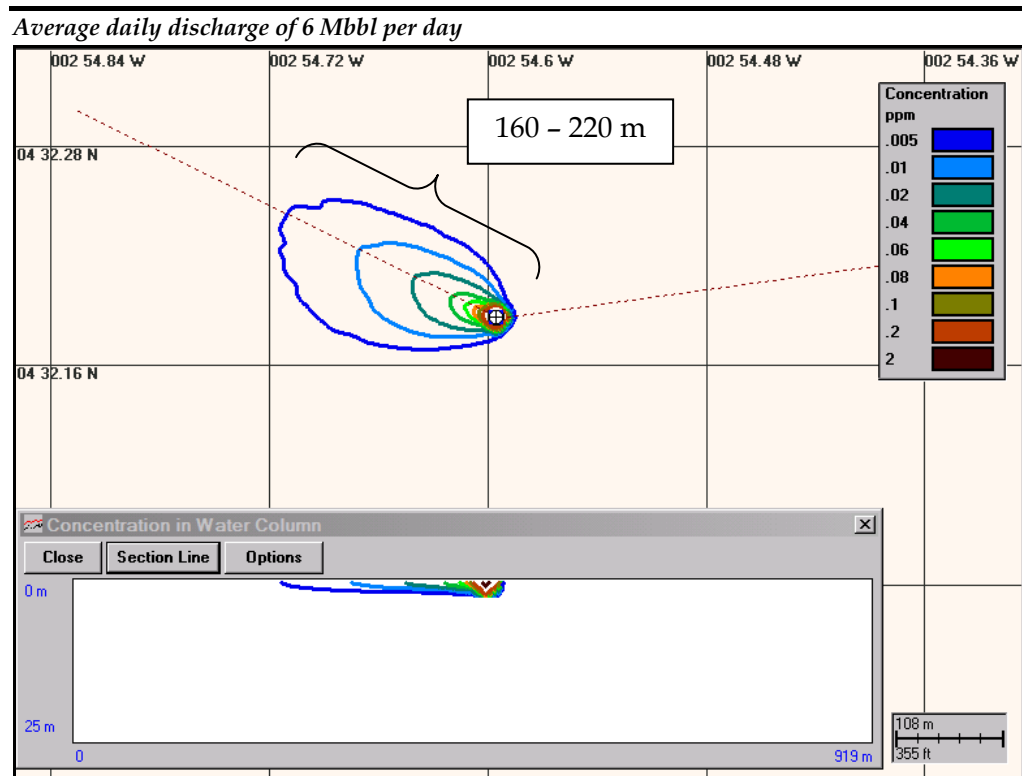 Average daily discharge of 6 Mbbl per day
002 54.84 W 002 54.72 W 002 54.6 W 002 54.48 W 002 54.36 W
Concentration
ppm
.005
.01
.02
.04
.06
.08
.1
.2
2
160 – 220 m
04 32.28 N
04 32.16 N
Concentration in Water Column
Close Section Line Options
0 m
25 m
0 919 m
108 m
355 ft